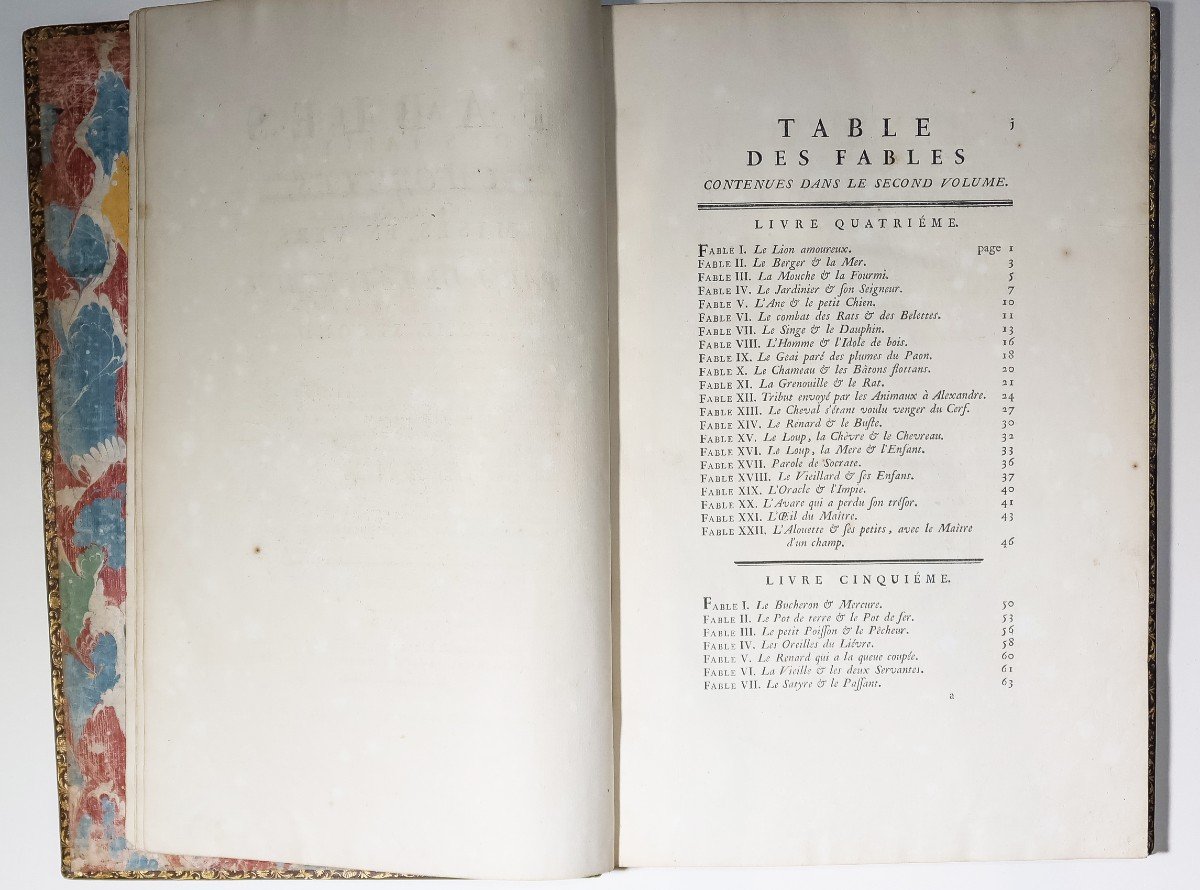 TABLE
j
DES FABLES
CONTENUES DANS LE SECOND VOLUME.
LIVRE QUATRIÉME.
FABLE I. Le Lion amoureux. page 1
FABLE II. Le Berger & la Mer. 3
FABLE III. La Mouche & la Fourmi. 5
FABLE IV. Le Jardinier & ſon Seigneur. 7
FABLE V. L'Ane & le petit Chien. 10
FABLE VI. Le combat des Rats & des Belettes. 11
FABLE VII. Le Singe & le Dauphin. 13
FABLE VIII. L'Homme & l'Idole de bois. 16
FABLE IX. Le Geai paré des plumes du Paon. 18
FABLE X. Le Chameau & les Bâtons flottans. 20
FABLE XI. La Grenouille & le Rat. 21
FABLE XII. Tribut envoyé par les Animaux à Alexandre. 24
FABLE XIII. Le Cheval s'étant voulu venger du Cerf. 27
FABLE XIV. Le Renard & le Buſte. 30
FABLE XV. Le Loup, la Chèvre & le Chevreau. 32
FABLE XVI. Le Loup, la Mere & l'Enfant. 33
FABLE XVII. Parole de Socrate. 36
FABLE XVIII. Le Vieillard & ſes Enfans. 37
FABLE XIX. L'Oracle & l'Impie. 40
FABLE XX. L'Avare qui a perdu ſon tréſor. 41
FABLE XXI. L'Œil du Maître. 43
FABLE XXII. L'Alouette & ſes petits, avec le Maître
d'un champ. 46
LIVRE CINQUIÉME.
FABLE I. Le Bucheron & Mercure. 50
FABLE II. Le Pot de terre & le Pot de fer. 53
FABLE III. Le petit Poiſſon & le Pêcheur. 56
FABLE IV. Les Oreilles du Liévre. 58
FABLE V. Le Renard qui a la queue coupée. 60
FABLE VI. La Vieille & les deux Servantes. 61
FABLE VII. Le Satyre & le Paſſant. 63
a